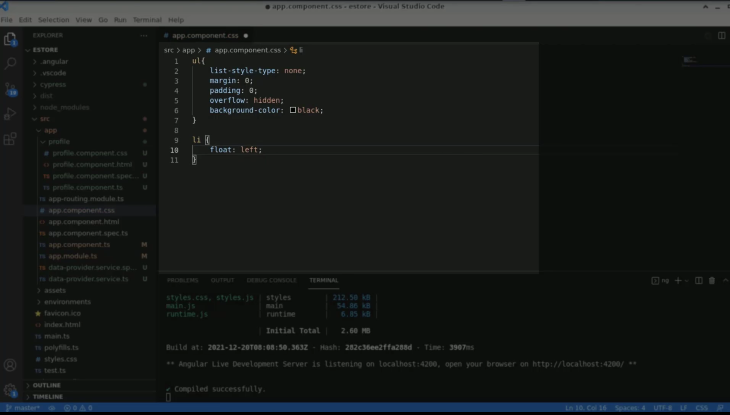 ● app.component.css - estore - Visual Studio Code
File Edit Selection View Go Run Terminal Help
EXPLORER
ESTORE
.angular
.vscode
cypress
dist
node_modules
src
app
profile
profile.component.css U
profile.component.html U
profile.component.spec... U
profile.component.ts U
app-routing.module.ts
app.component.css
app.component.html
app.component.spec.ts
app.component.ts M
app.module.ts M
data-provider.service.sp... U
data-provider.service.ts U
assets
environments
favicon.ico
index.html
main.ts
polyfills.ts
styles.css
test.ts
OUTLINE
TIMELINE
app.component.css ●
src > app > # app.component.css > li
1 ul{
2 list-style-type: none;
3 margin: 0;
4 padding: 0;
5 overflow: hidden;
6 background-color: black;
7 }
8
9 li {
10 float: left;
11 }
PROBLEMS OUTPUT DEBUG CONSOLE TERMINAL
ng
styles.css, styles.js | styles | 212.50 kB |
main.js | main | 54.86 kB |
runtime.js | runtime | 6.85 kB |
| Initial Total | 2.60 MB
Build at: 2021-12-20T08:08:50.363Z - Hash: 282c36ee2ffa288d - Time: 3907ms
** Angular Live Development Server is listening on localhost:4200, open your browser on http://localhost:4200/ **
✓ Compiled successfully.
master* 0 0 Ln 10, Col 16 Spaces: 4 UTF-8 LF CSS